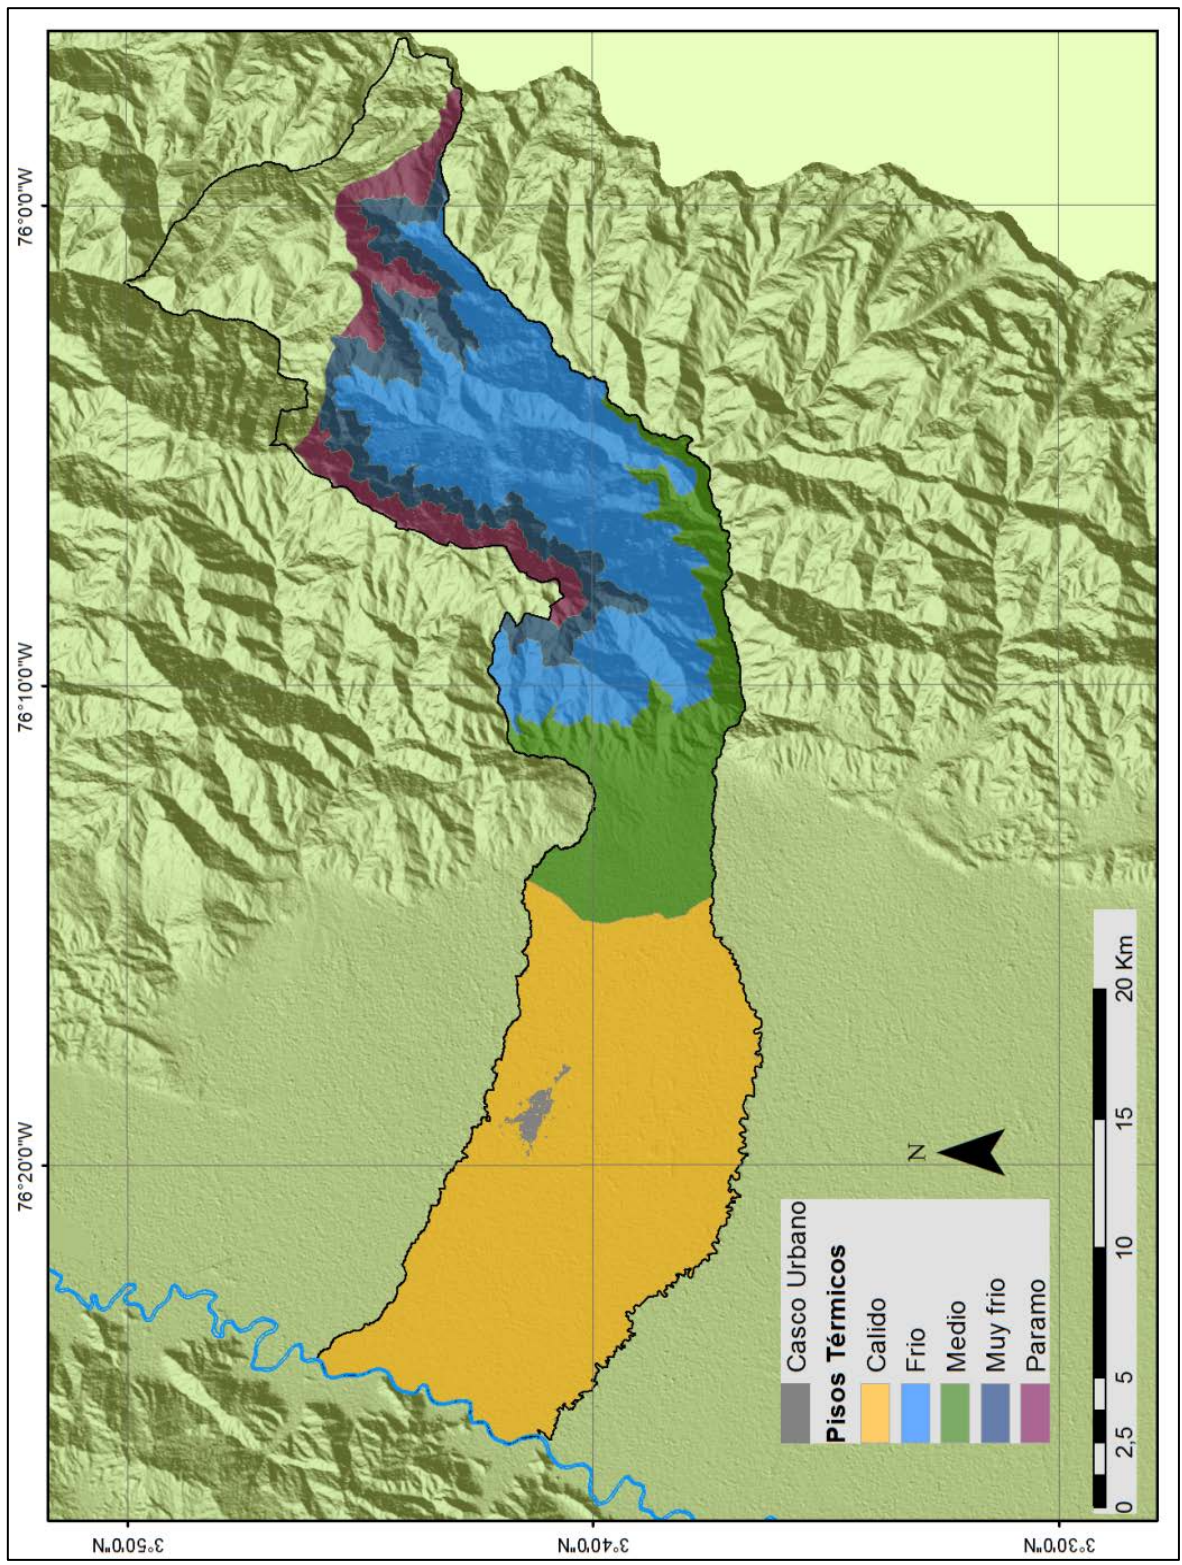 76°20'0"W
76°10'0"W
76°0'0"W
3°50'0"N
3°40'0"N
3°30'0"N
Casco Urbano
Pisos Térmicos
Calido
Frio
Medio
Muy frio
Paramo
N
0 2,5 5 10 15 20 Km